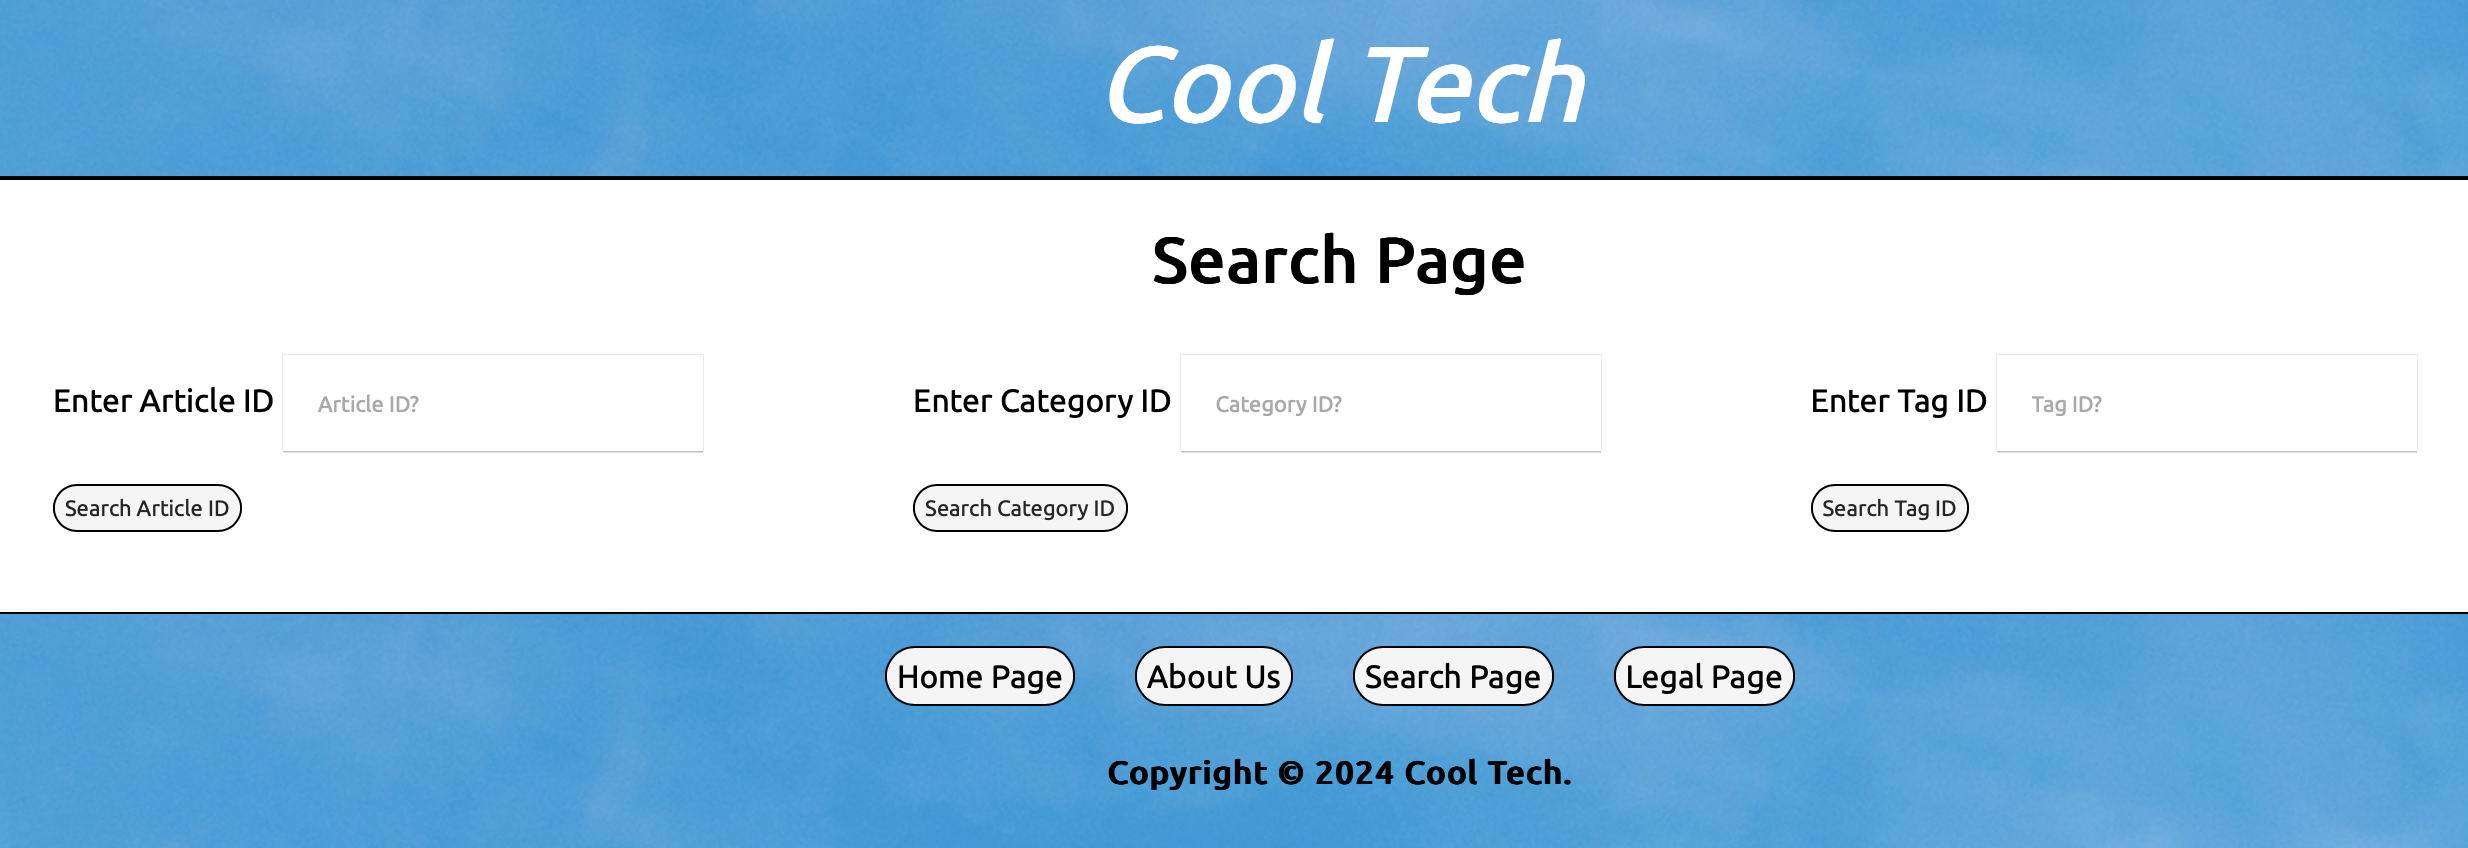 Cool Tech
Search Page
Enter Article ID Article ID? Enter Category ID Category ID? Enter Tag ID Tag ID?
Search Article ID Search Category ID Search Tag ID
Home Page About Us Search Page Legal Page
Copyright © 2024 Cool Tech.